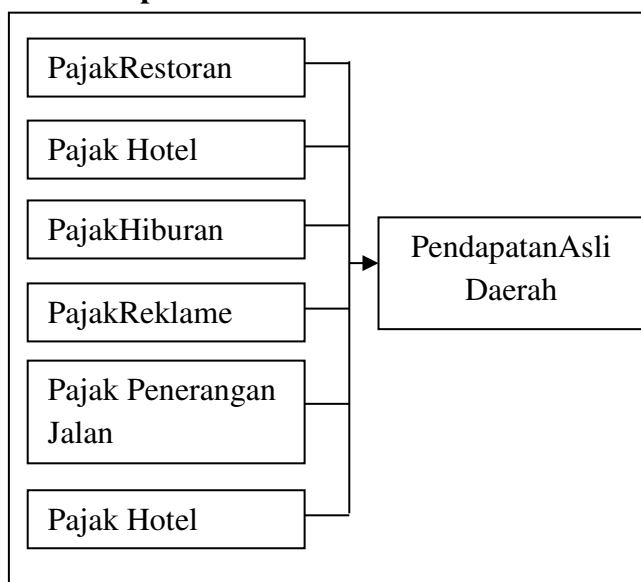 PajakRestoran
Pajak Hotel
PajakHiburan
PajakReklame
Pajak Penerangan
Jalan
Pajak Hotel
PendapatanAsli
Daerah